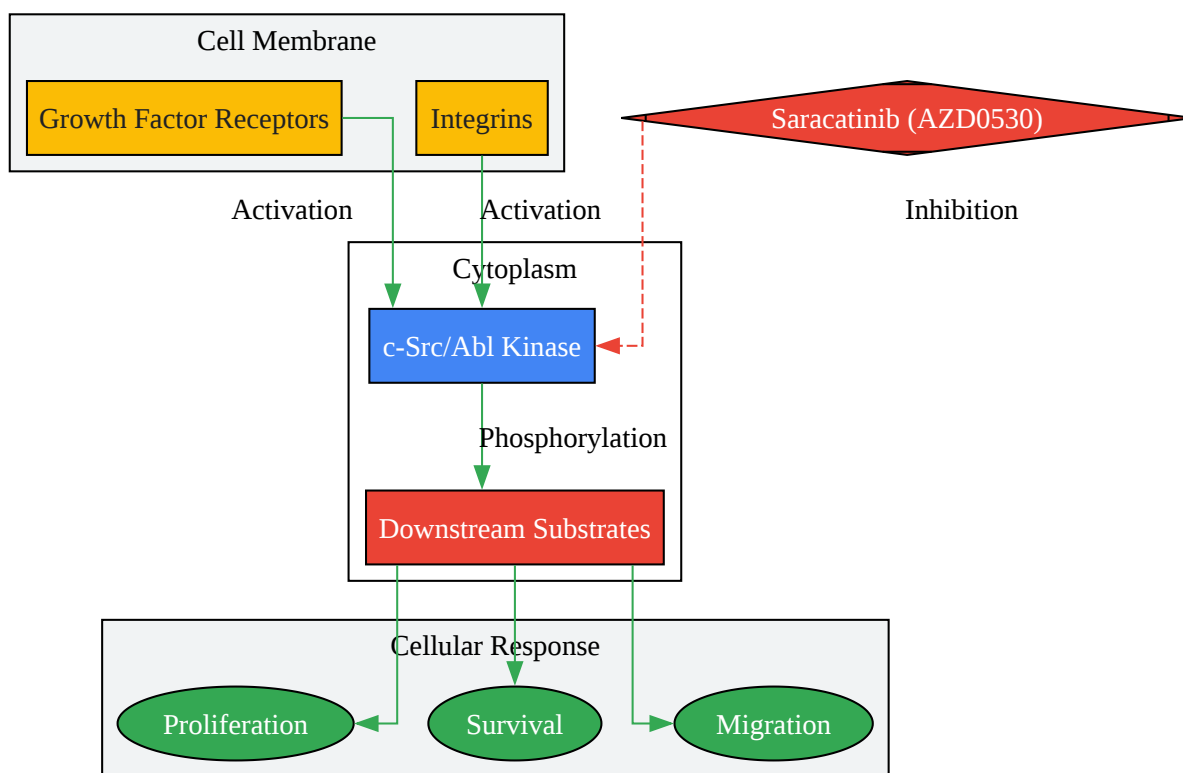 Cell Membrane
Growth Factor Receptors
Integrins
Saracatinib (AZD0530)
Activation
Activation
Inhibition
Cytoplasm
c-Src/Abl Kinase
Phosphorylation
Downstream Substrates
Cellular Response
Proliferation
Survival
Migration